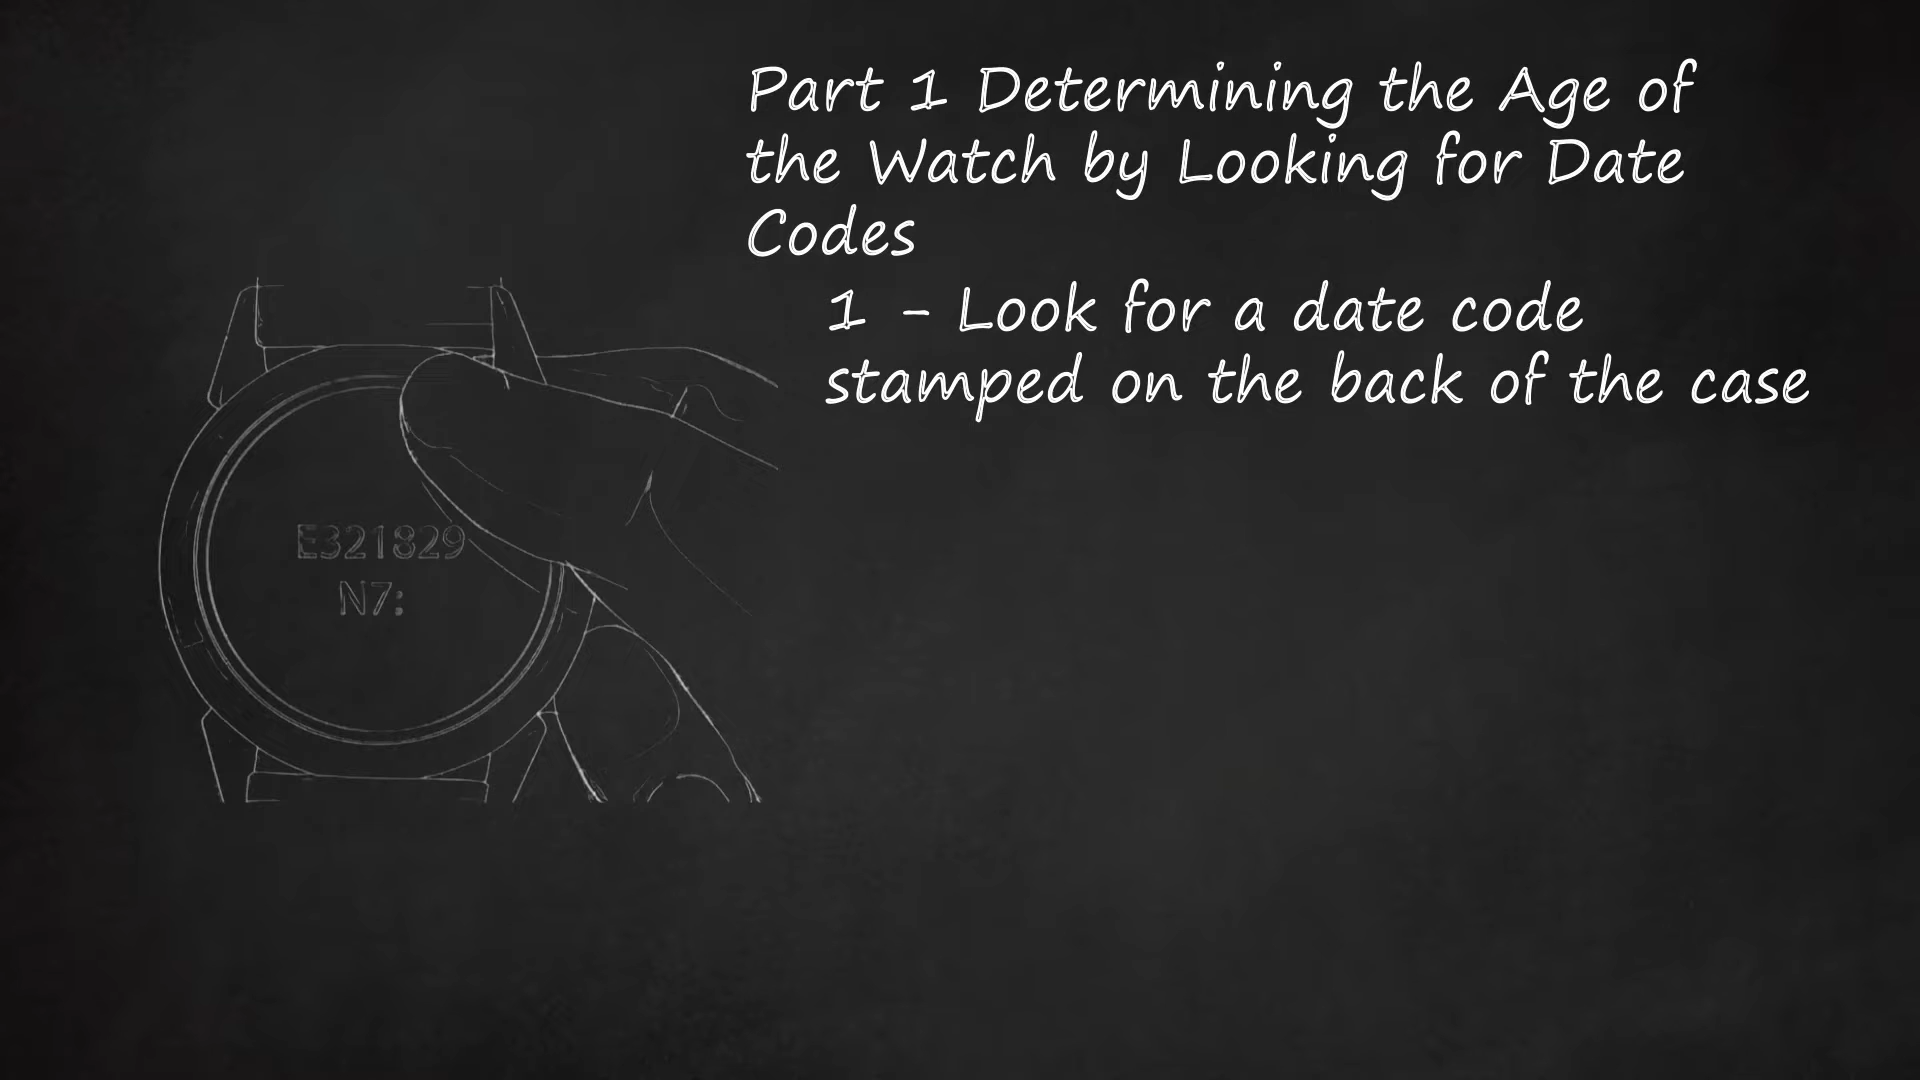 Part 1 Determining the Age of
the Watch by Looking for Date
Codes
1 - Look for a date code
stamped on the back of the case
E321829
N7: